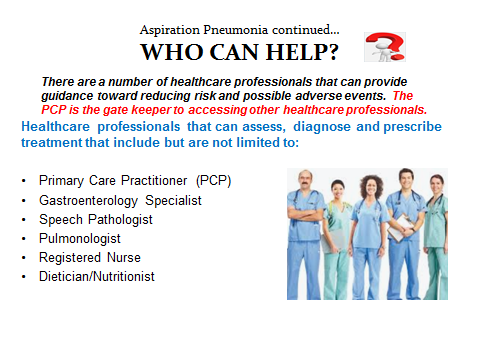 Aspiration Pneumonia continued...
WHO CAN HELP?
There are a number of healthcare professionals that can provide
guidance toward reducing risk and possible adverse events. The
PCP is the gate keeper to accessing other healthcare professionals.
Healthcare professionals that can assess, diagnose and prescribe
treatment that include but are not limited to:
• Primary Care Practitioner (PCP)
• Gastroenterology Specialist
• Speech Pathologist
• Pulmonologist
• Registered Nurse
• Dietician/Nutritionist